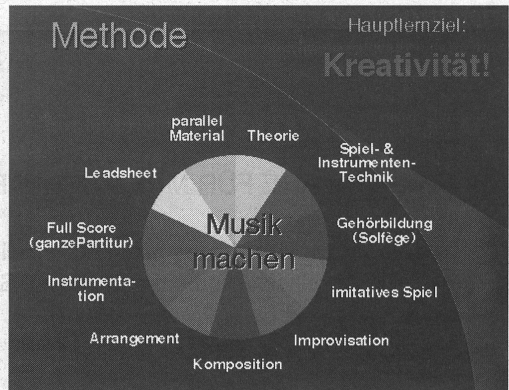 Methode
Hauptlernziel:
Kreativität!
parallel
Material
Theorie
Spiel- &
Instrumenten-
Technik
Leadsheet
Gehörbildung
(Solfège)
Full Score
(ganzePartitur)
Musik
machen
Instrumenta-
tion
imitatives Spiel
Arrangement
Improvisation
Komposition